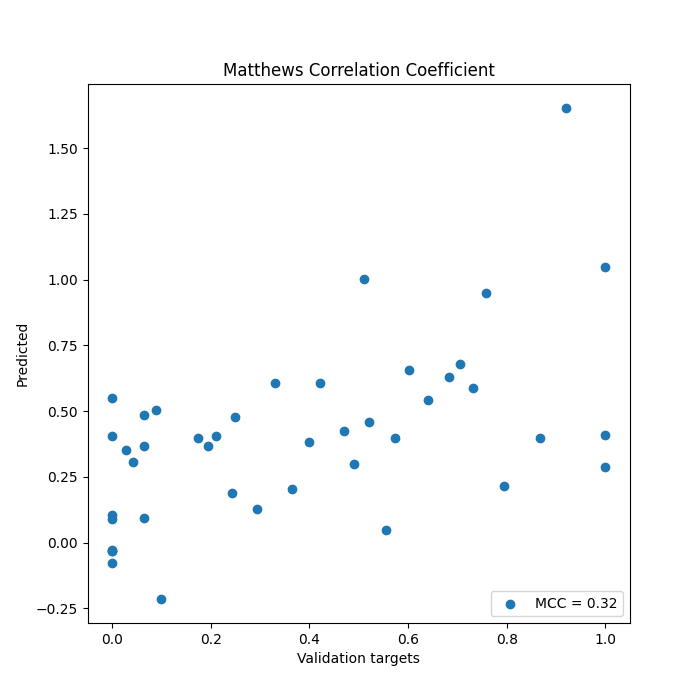 Matthews Correlation Coefficient
Predicted
1.50
1.25
1.00
0.75
0.50
0.25
0.00
−0.25
MCC = 0.32
0.0 0.2 0.4 0.6 0.8 1.0
Validation targets